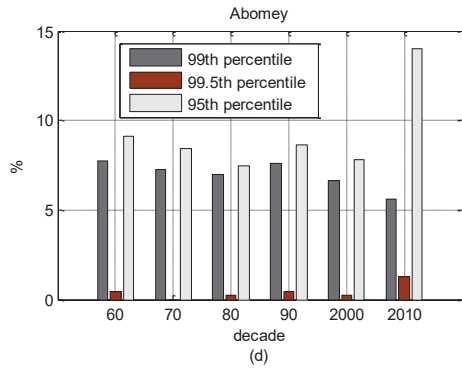 Abomey
15
99th percentile
99.5th percentile
95th percentile
10
%
5
0
60 70 80 90 2000 2010
decade
(d)